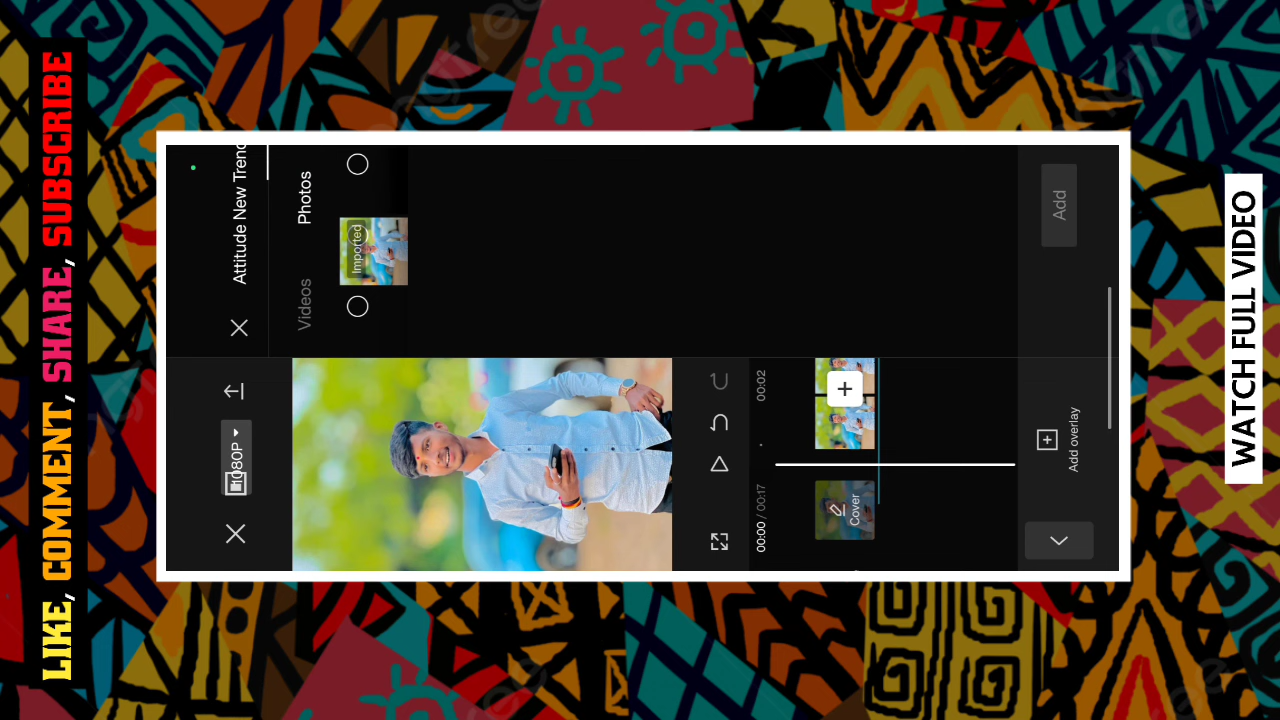 LIKE, COMMENT, SHARE, SUBSCRIBE
Attitude New Trend
Videos
Photos
Imported
1080P
00:00 / 00:17
00:02
Cover
Add overlay
Add
WATCH FULL VIDEO